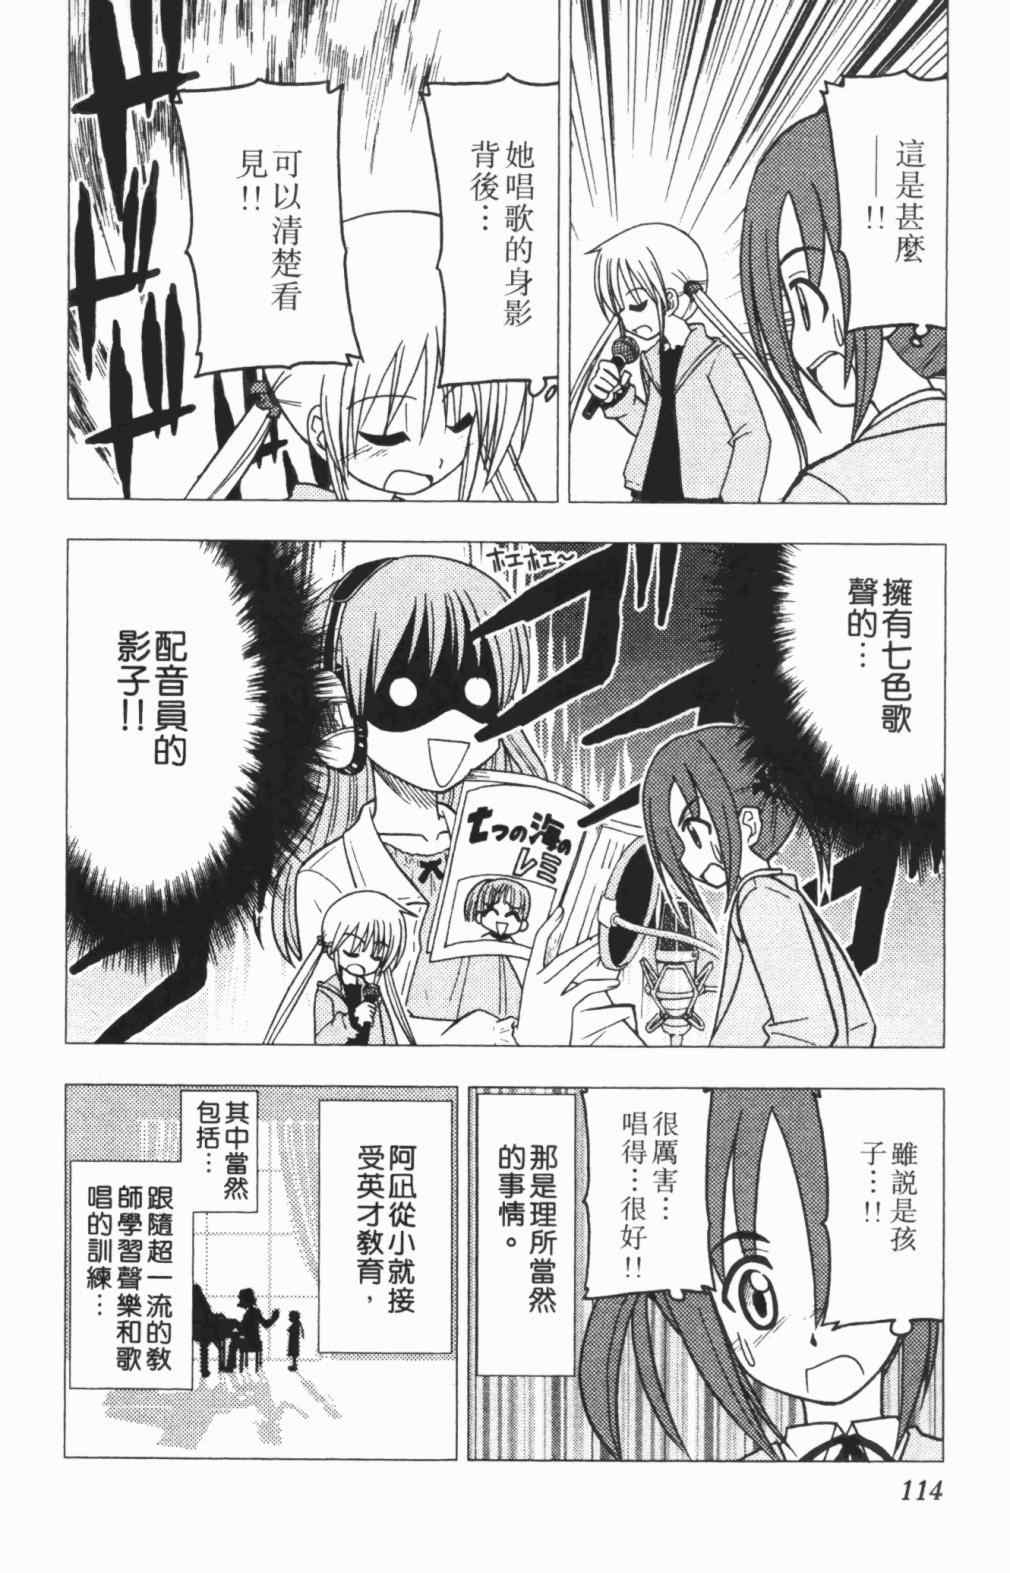 這是甚麼
——!!
她唱歌的身影
背後…
可以清楚看
見!!
擁有七色歌
聲的…
ホエホエ〜
七つの海の
レミ
配音員的
影子!!
雖説是孩
子…!!
很厲害…
唱得…很好!!
那是理所當然
的事情。
阿凪從小就接
受英才教育，
其中當然
包括…
跟隨超一流的教
師學習聲樂和歌
唱的訓練…
114